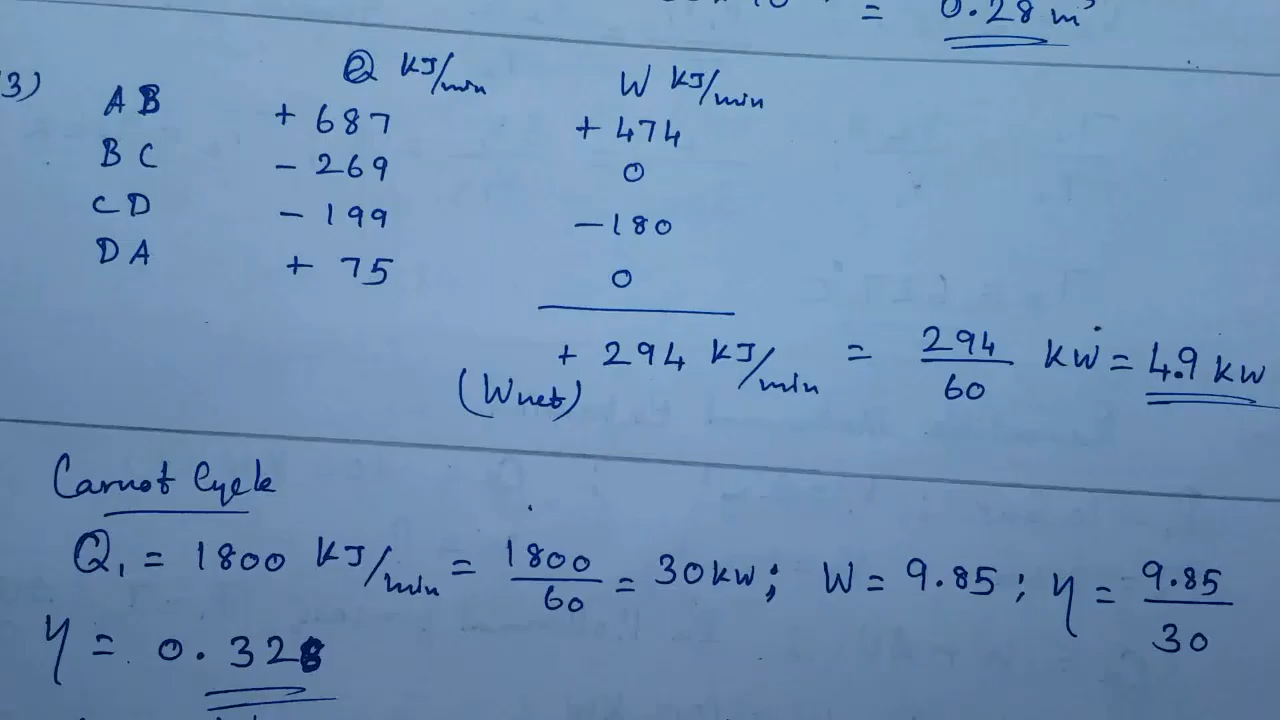 = 0.28 m³
3) Q KJ/min W KJ/min
AB + 687 + 474
BC - 269 0
CD - 199 - 180
DA + 75 0
+ 294 KJ/min = 294/60 kW = 4.9 kW
(Wnet)
Carnot Cycle
Q₁ = 1800 KJ/min = 1800/60 = 30 kW; W = 9.85; η = 9.85/30
η = 0.328